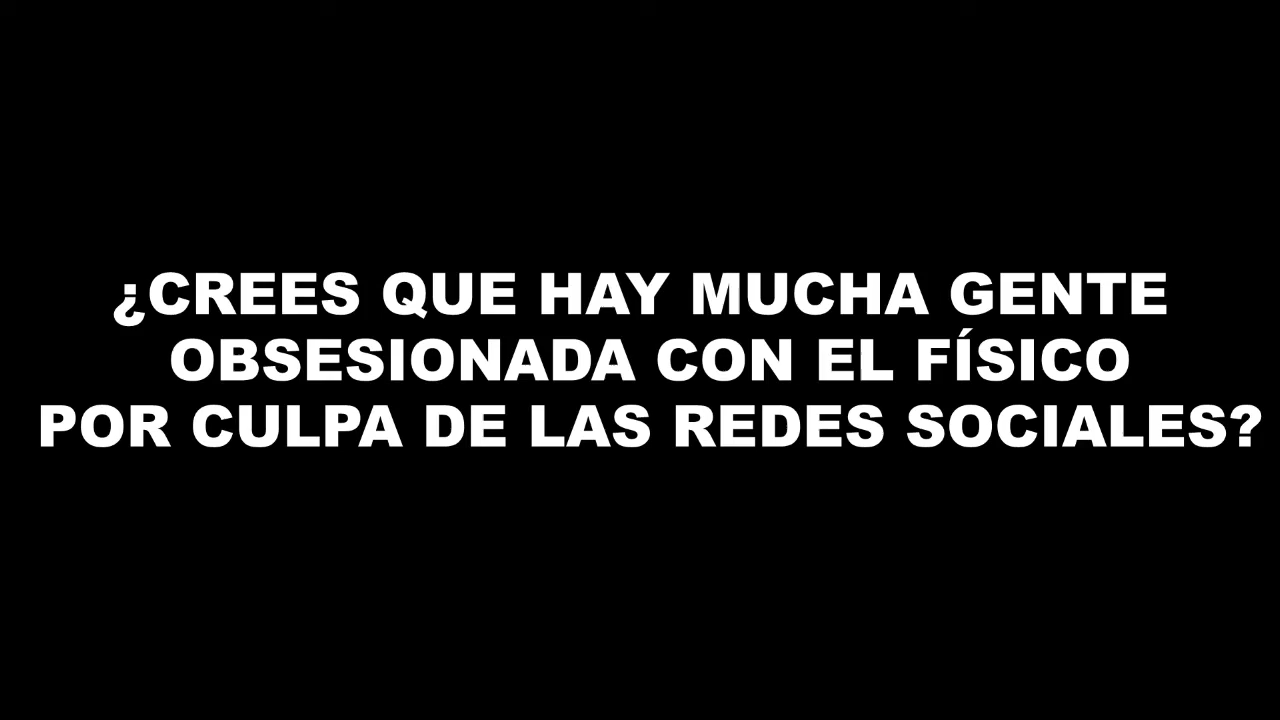 ¿CREES QUE HAY MUCHA GENTE
OBSESIONADA CON EL FÍSICO
POR CULPA DE LAS REDES SOCIALES?